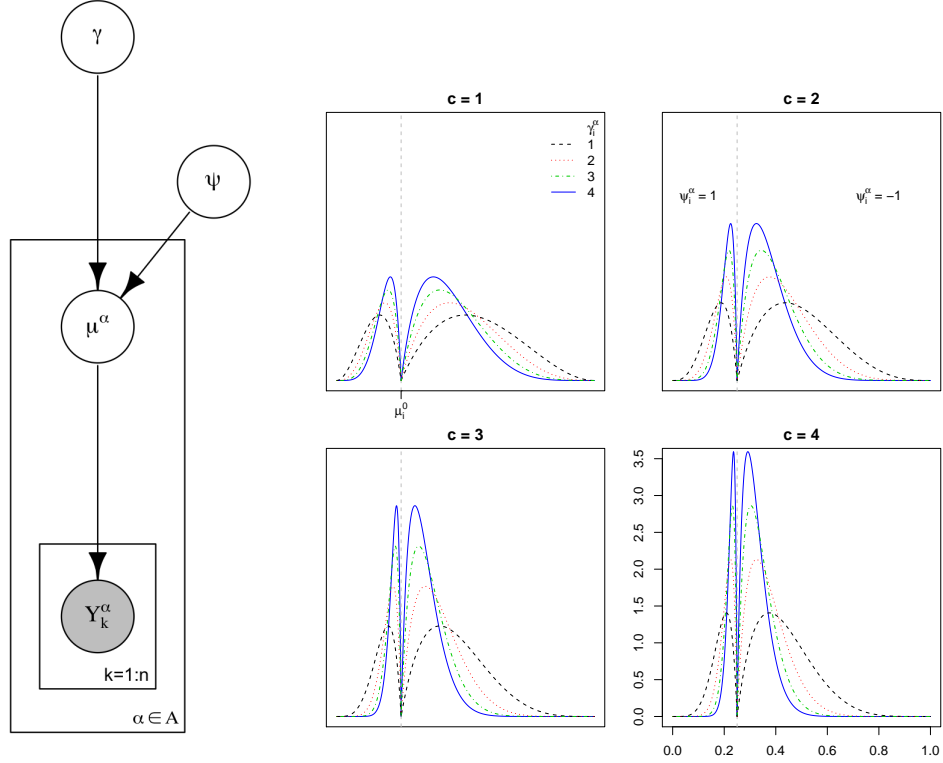 γ
ψ
μ^α
Y_k^α
k=1:n
α∈A
c = 1
γ_i^α
1
2
3
4
μ_i^0
c = 2
ψ_i^α = 1
ψ_i^α = −1
c = 3
c = 4
3.5
3.0
2.5
2.0
1.5
1.0
0.5
0.0
0.0 0.2 0.4 0.6 0.8 1.0